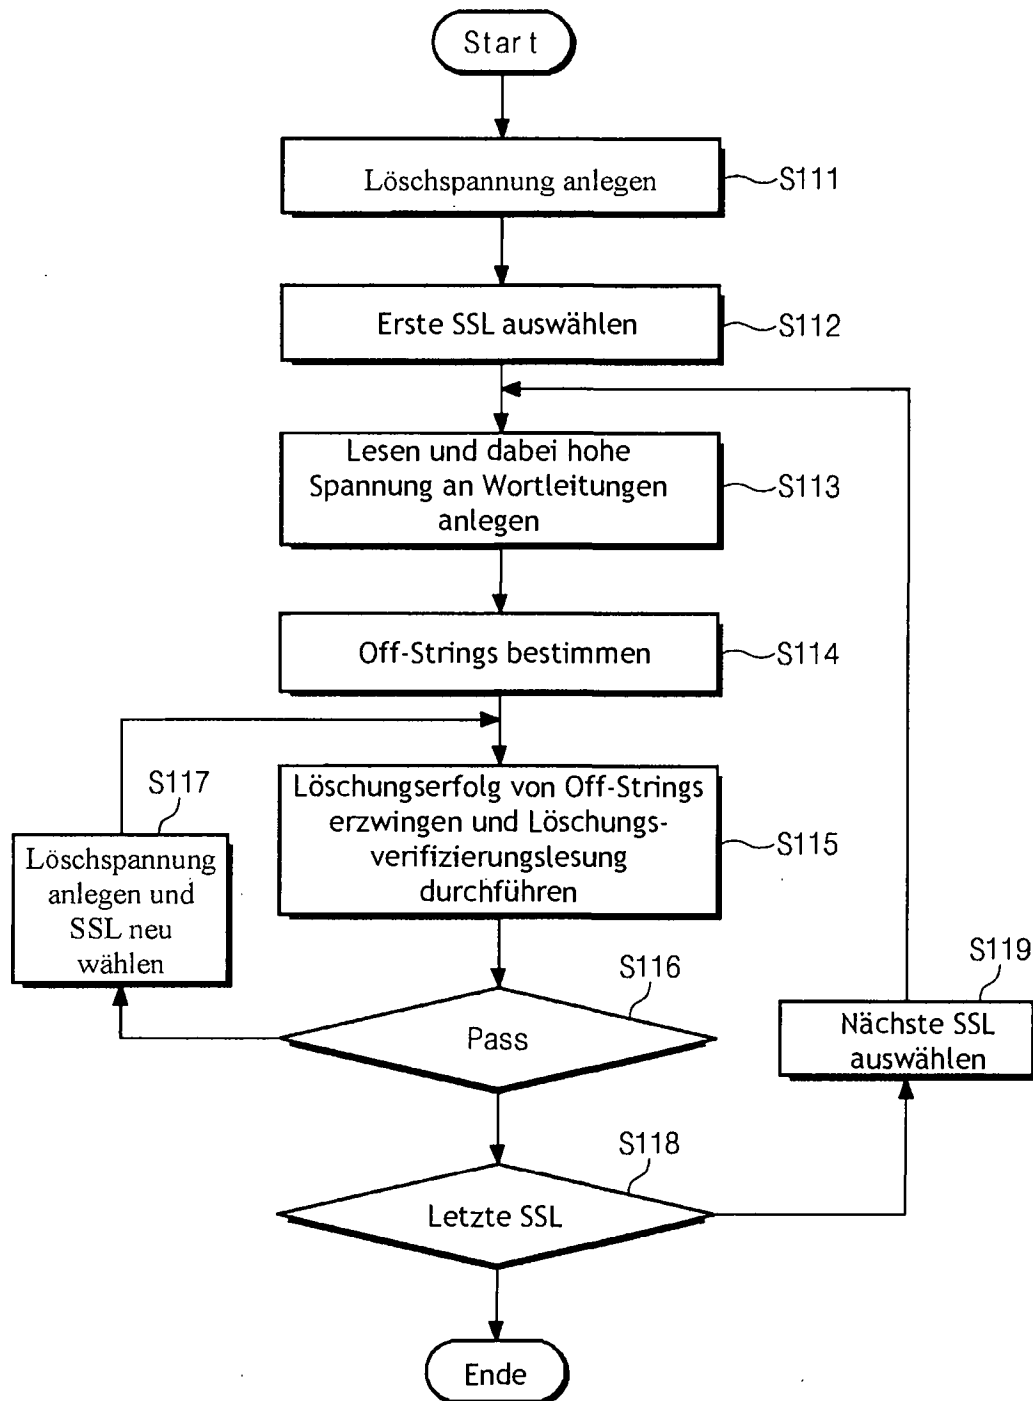 Start
Löschspannung anlegen
S111
Erste SSL auswählen
S112
Lesen und dabei hohe
Spannung an Wortleitungen
anlegen
S113
Off-Strings bestimmen
S114
Löschungserfolg von Off-Strings
erzwingen und Löschungs-
verifizierungslesung
durchführen
S115
S117
Löschspannung
anlegen und
SSL neu
wählen
S116
Pass
S119
Nächste SSL
auswählen
S118
Letzte SSL
Ende